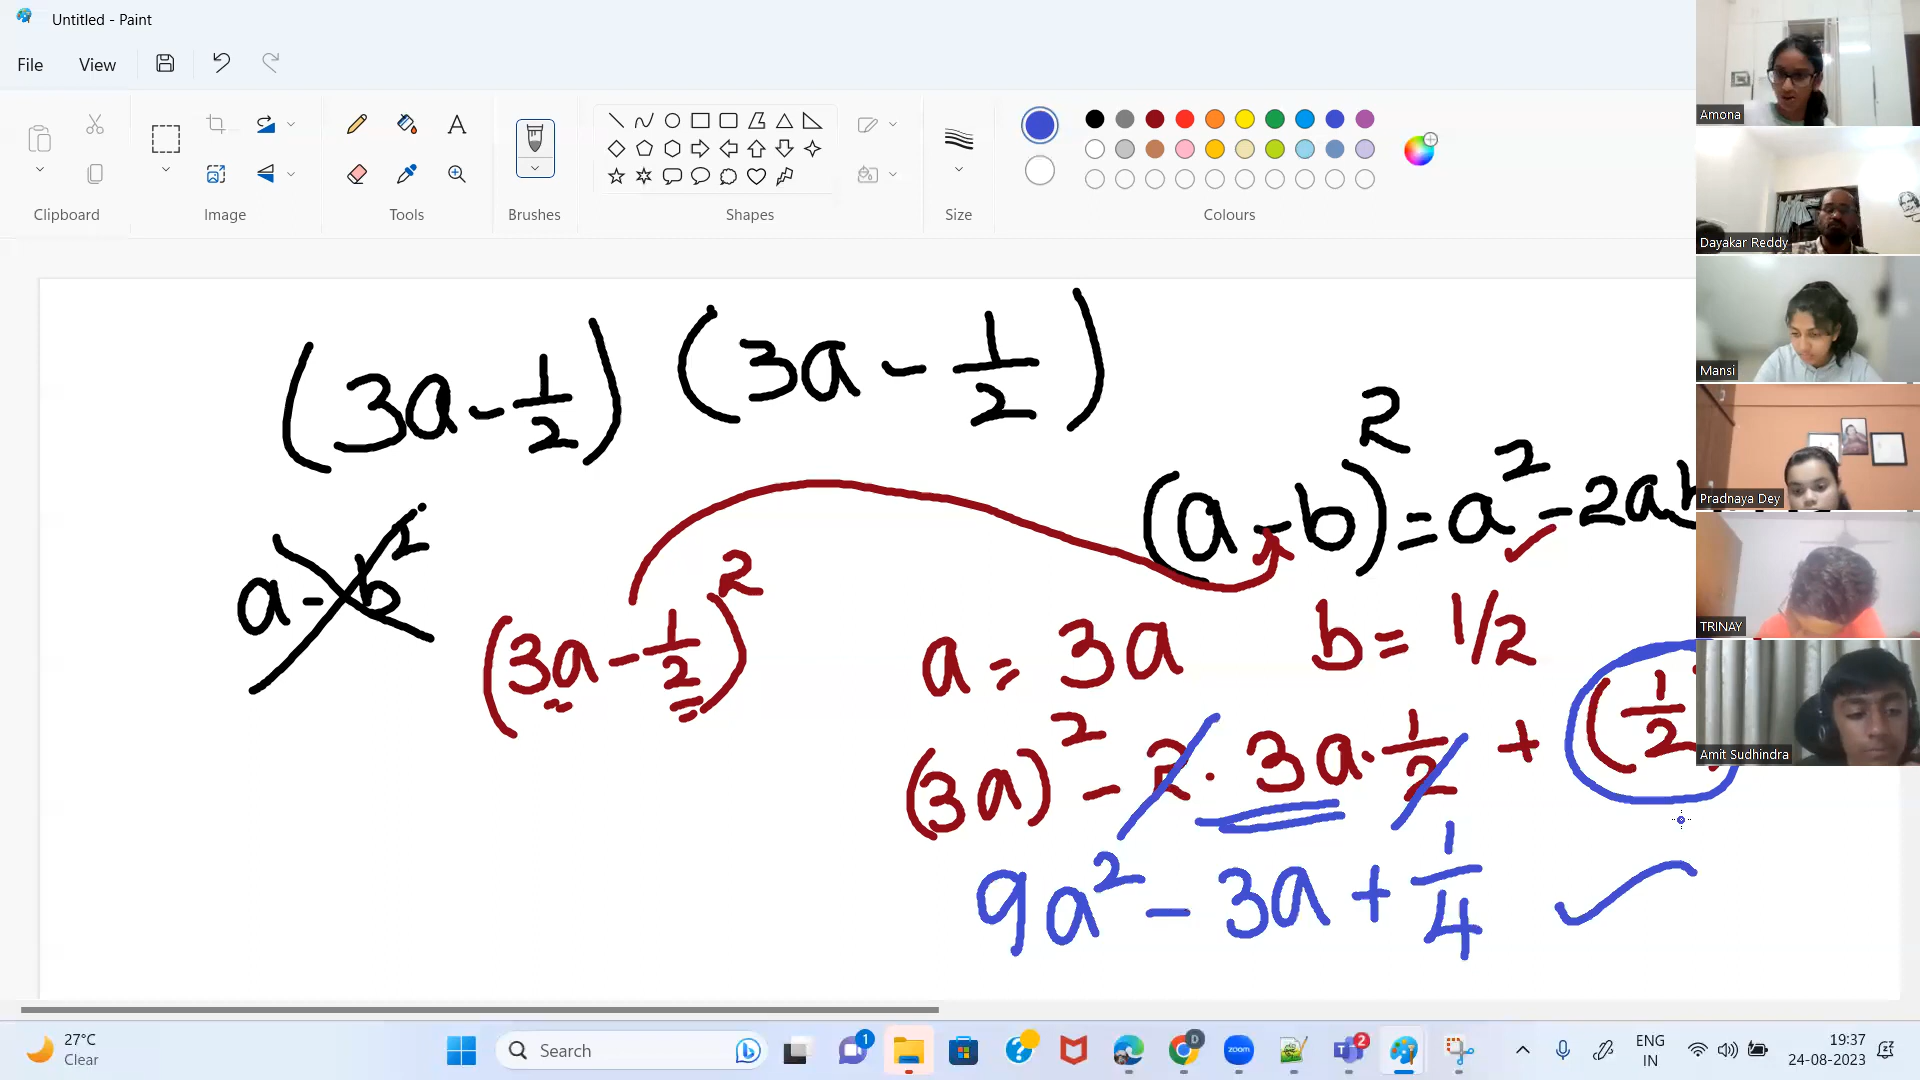 Untitled - Paint
File View
Clipboard Image Tools Brushes Shapes Size Colours
(3a - 1/2) (3a - 1/2)
(a - b)² = a² - 2ab
a - b²
(3a - 1/2)²
a = 3a b = 1/2
(3a)² - 2 · 3a · 1/2 + (1/2
9a² - 3a + 1/4 ✓
Amona
Dayakar Reddy
Mansi
Pradnaya Dey
TRINAY
Amit Sudhindra
27°C
Clear
Search
1
zoom
2
D
ENG
IN
19:37
24-08-2023